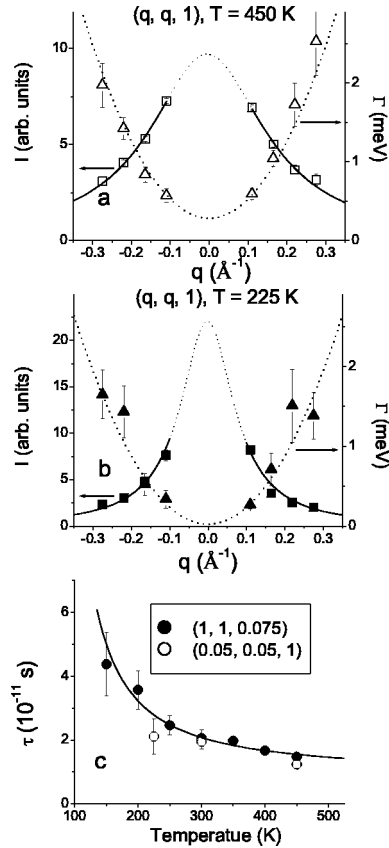 (q, q, 1), T = 450 K
I (arb. units)
10
5
0
a
Γ (meV)
2
1
0
-0.3 -0.2 -0.1 0.0 0.1 0.2 0.3
q (Å⁻¹)
(q, q, 1), T = 225 K
I (arb. units)
20
15
10
5
0
b
Γ (meV)
2
1
0
-0.3 -0.2 -0.1 0.0 0.1 0.2 0.3
q (Å⁻¹)
τ (10⁻¹¹ s)
6
4
2
0
c
(1, 1, 0.075)
(0.05, 0.05, 1)
100 200 300 400 500
Temperatue (K)